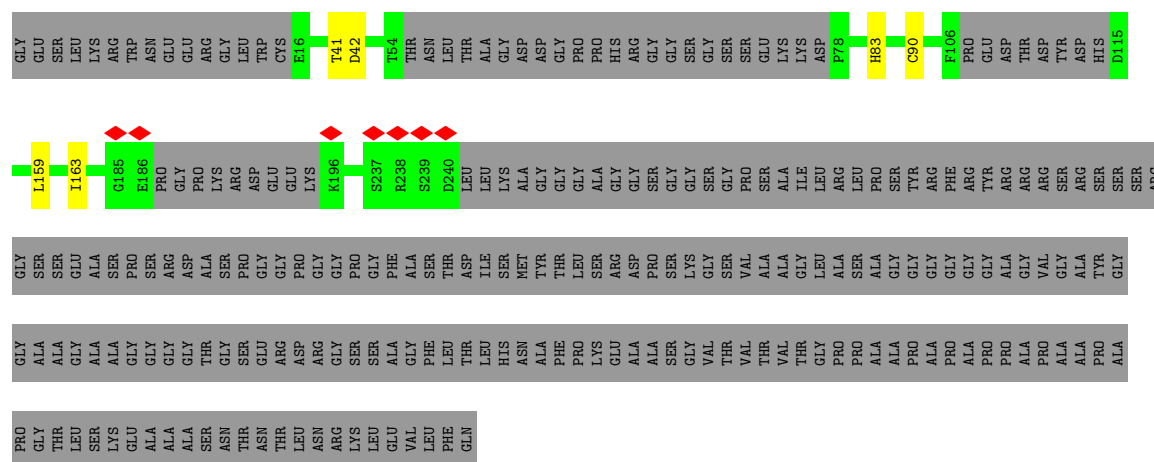 GLY GLU SER LEU LYS ARG TRP ASN GLU GLU ARG GLY LEU TRP CYS E16 T41 D42 T54 THR ASN LEU THR ALA GLY ASP ASP GLY PRO PRO HIS ARG GLY GLY SER GLY SER SER GLU LYS LYS ASP P78 H83 C90 F106 PRO GLU ASP THR ASP TYR ASP HIS D115
L159 I163 G185 E186 PRO GLY PRO LYS ARG ASP GLU GLU LYS K196 S237 R238 S239 D240 LEU LEU LYS ALA GLY GLY GLY ALA GLY GLY SER GLY GLY SER GLY PRO SER ALA ILE LEU ARG LEU PRO SER TYR ARG PHE ARG TYR ARG ARG ARG SER ARG SER SER SER ARG
GLY SER SER GLU ALA SER PRO SER ARG ASP ALA SER PRO GLY GLY PRO GLY GLY PRO GLY PHE ALA SER THR ASP ILE SER MET TYR THR LEU SER ARG ASP PRO SER LYS GLY SER VAL ALA ALA GLY LEU ALA SER ALA GLY GLY GLY GLY GLY GLY ALA GLY VAL GLY ALA TYR GLY
GLY ALA ALA GLY ALA ALA GLY GLY GLY GLY THR GLY SER GLU ARG ASP ARG GLY SER SER ALA GLY PHE LEU THR LEU HIS ASN ALA PHE PRO LYS GLU ALA ALA SER GLY VAL THR VAL THR VAL THR GLY PRO PRO ALA ALA PRO ALA PRO ALA PRO PRO ALA PRO ALA ALA PRO ALA
PRO GLY THR LEU SER LYS GLU ALA ALA ALA SER ASN THR ASN THR LEU ASN ARG LYS LEU GLU VAL LEU PHE GLN